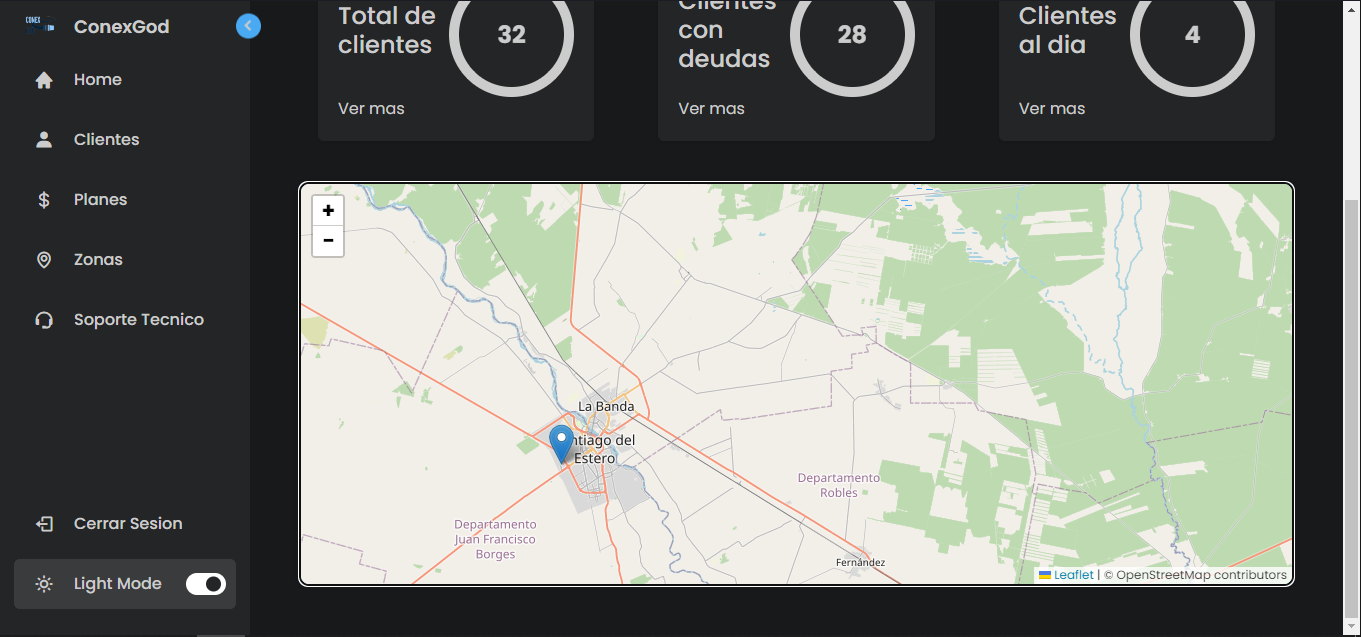 CONEX
ConexGod
Home
Clientes
Planes
Zonas
Soporte Tecnico
Cerrar Sesion
Light Mode
Total de
clientes
32
Ver mas
Clientes
con
deudas
28
Ver mas
Clientes
al dia
4
Ver mas
+
−
La Banda
ntiago del
Estero
Departamento
Robles
Departamento
Juan Francisco
Borges
Fernández
Leaflet | © OpenStreetMap contributors